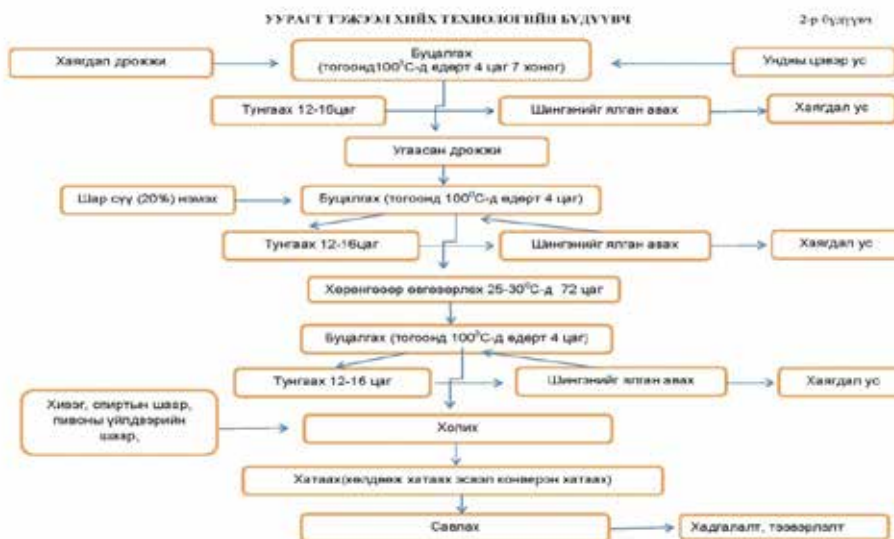 УУРАГТ ТЭЖЭЭЛ ХИЙХ ТЕХНОЛОГИЙН БҮДҮҮВЧ
2-р бүдүүвч
Хаягдал дрожжи
Буцалгах
(тогоонд100⁰С-д өдөрт 4 цаг 7 хоног)
Ундны цэвэр ус
Тунгаах 12-16цаг
Шингэнийг ялган авах
Хаягдал ус
Угаасан дрожжи
Шар сүү (20%) нэмэх
Буцалгах (тогоонд 100⁰С-д өдөрт 4 цаг)
Тунгаах 12-16цаг
Шингэнийг ялган авах
Хаягдал ус
Хөрөнгөөөр өвгөзөрлөх 25-30⁰С-д 72 цаг
Буцалгах (тогоонд 100⁰С-д өдөрт 4 цаг)
Тунгаах 12-16 цаг
Шингэнийг ялган авах
Хаягдал ус
Хивэг, спиртын шаар,
пивоны үйлдвэрийн
шаар,
Холих
Хатаах(хөлдөөж хатаах эсвэл конверэн хатаах)
Савлах
Хадгалалт, тээвэрлэлт